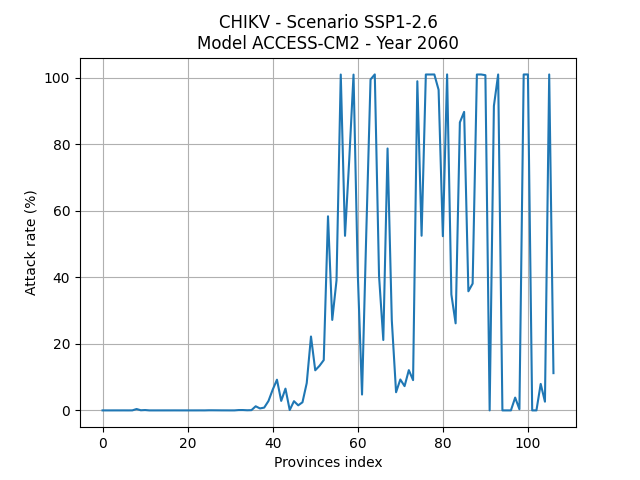 CHIKV - Scenario SSP1-2.6
Model ACCESS-CM2 - Year 2060
100
80
60
40
20
0
Attack rate (%)
0 20 40 60 80 100
Provinces index